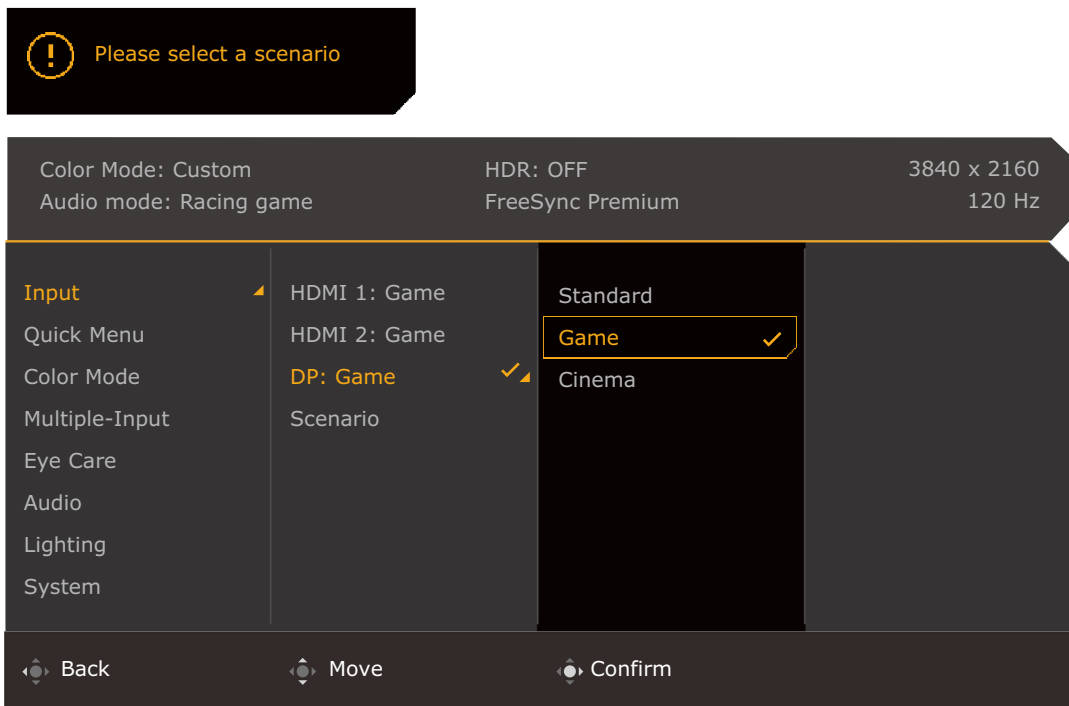 Please select a scenario
Color Mode: Custom
HDR: OFF
3840 x 2160
Audio mode: Racing game
FreeSync Premium
120 Hz
Input
Quick Menu
Color Mode
Multiple-Input
Eye Care
Audio
Lighting
System
HDMI 1: Game
HDMI 2: Game
DP: Game
Scenario
Standard
Game
Cinema
Back
Move
Confirm